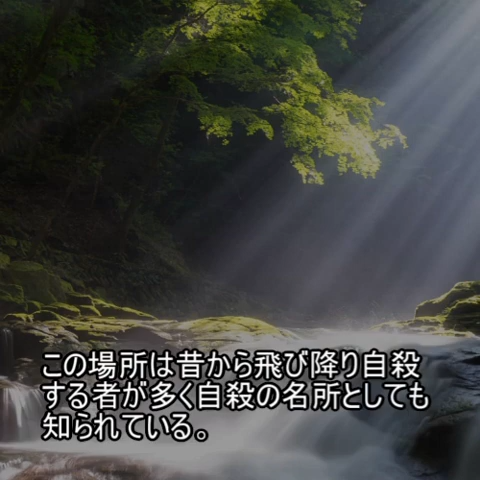 この場所は昔から飛び降り自殺
する者が多く自殺の名所としても
知られている。